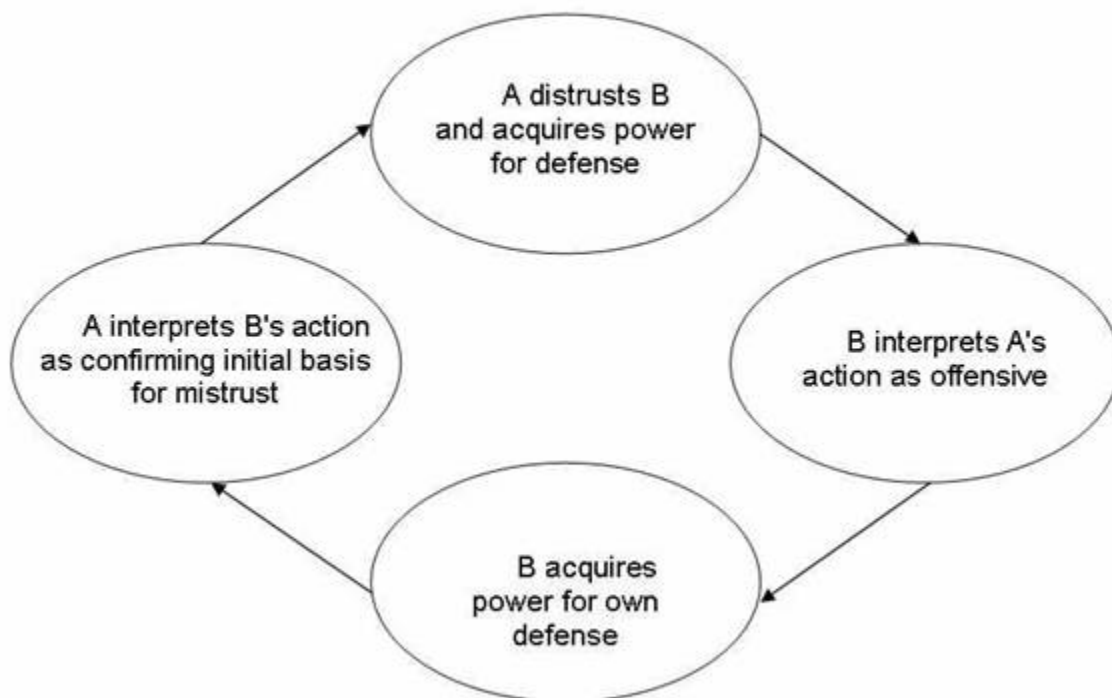 A distrusts B
and acquires power
for defense
B interprets A's
action as offensive
B acquires
power for own
defense
A interprets B's action
as confirming initial basis
for mistrust